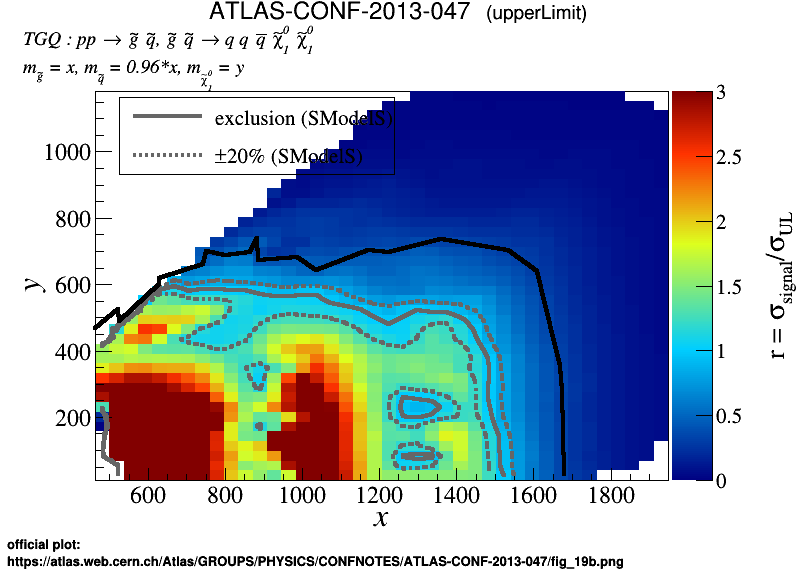 ATLAS-CONF-2013-047 (upperLimit)
TGQ : pp → g̃ q̃, g̃ q̃ → q q q̅ χ̃₁⁰ χ̃₁⁰
m_g̃ = x, m_q̃ = 0.96*x, m_χ̃₁⁰ = y
exclusion (SModelS)
±20% (SModelS)
1000
800
600
400
200
y
600
800
1000
1200
1400
1600
1800
x
3
2.5
2
1.5
1
0.5
0
r = σ_signal/σ_UL
official plot:
https://atlas.web.cern.ch/Atlas/GROUPS/PHYSICS/CONFNOTES/ATLAS-CONF-2013-047/fig_19b.png